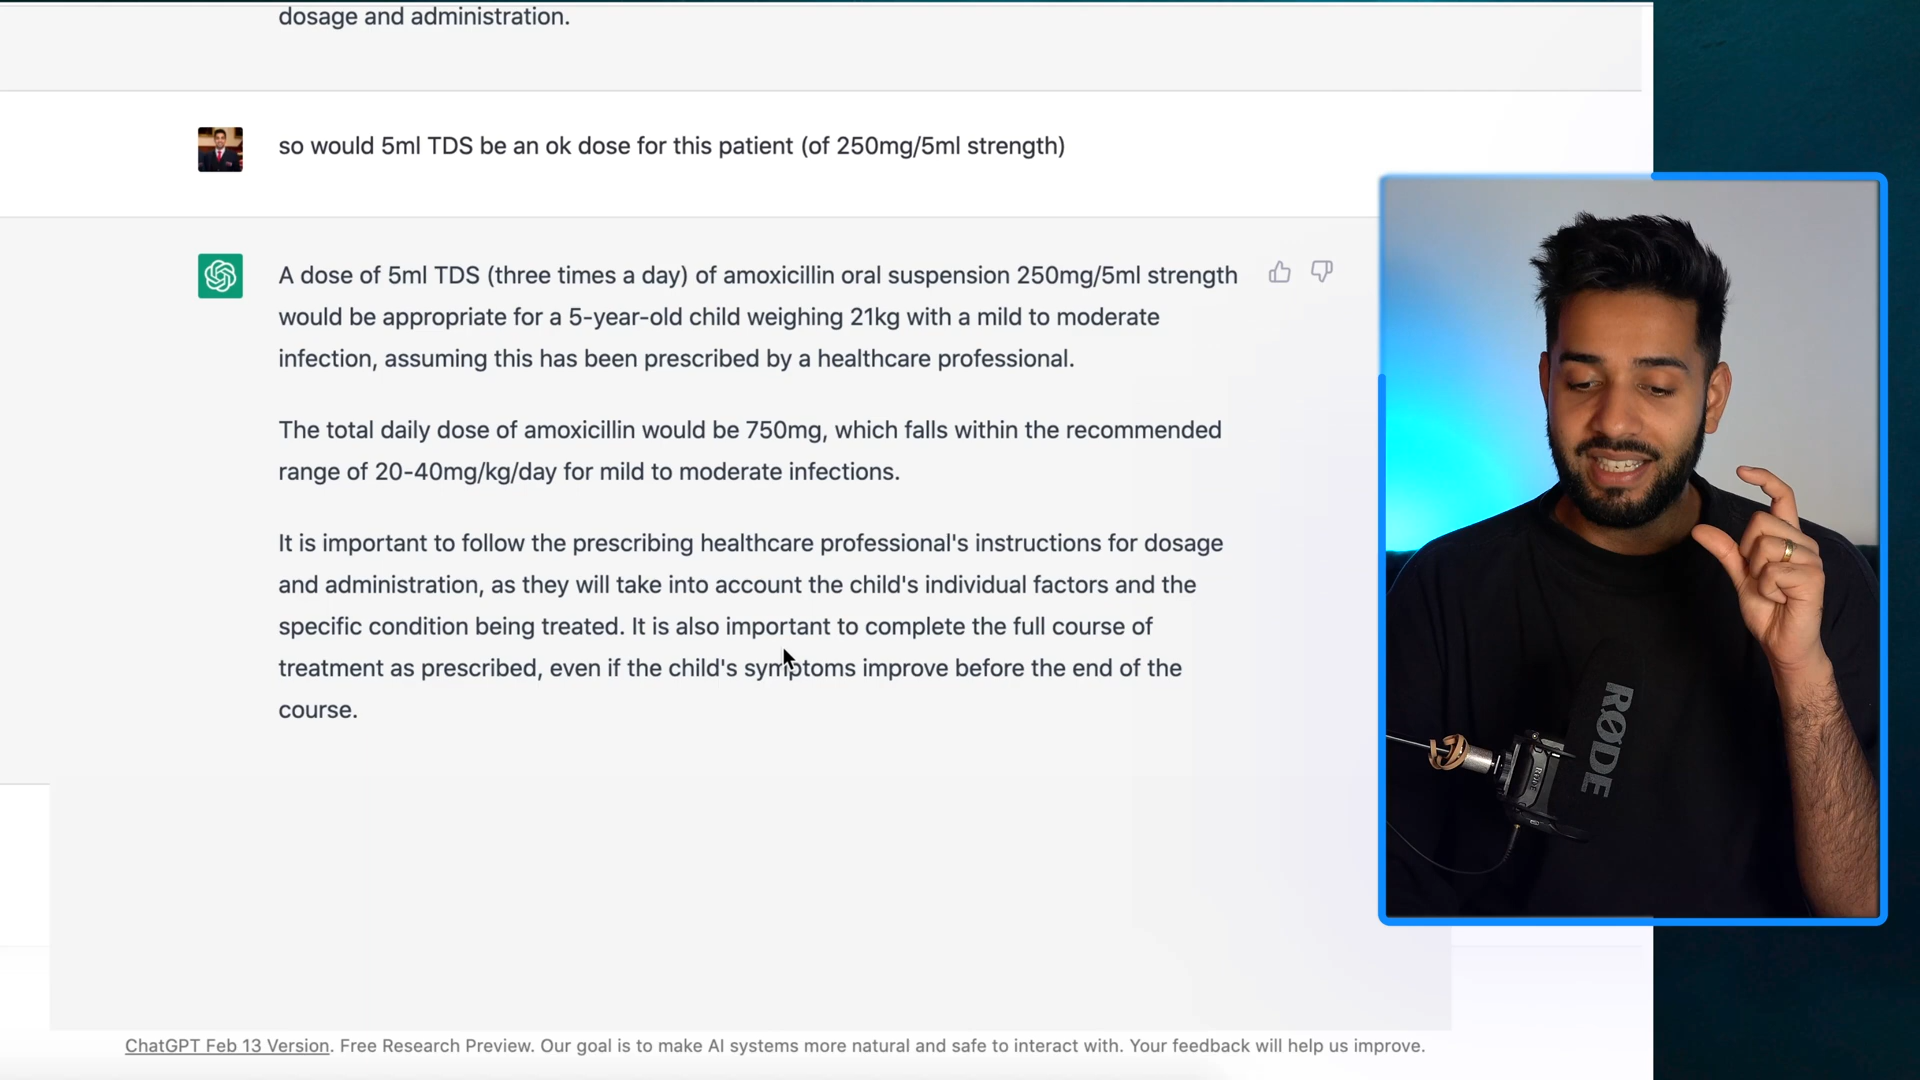 dosage and administration.
so would 5ml TDS be an ok dose for this patient (of 250mg/5ml strength)
A dose of 5ml TDS (three times a day) of amoxicillin oral suspension 250mg/5ml strength
would be appropriate for a 5-year-old child weighing 21kg with a mild to moderate
infection, assuming this has been prescribed by a healthcare professional.
The total daily dose of amoxicillin would be 750mg, which falls within the recommended
range of 20-40mg/kg/day for mild to moderate infections.
It is important to follow the prescribing healthcare professional's instructions for dosage
and administration, as they will take into account the child's individual factors and the
specific condition being treated. It is also important to complete the full course of
treatment as prescribed, even if the child's symptoms improve before the end of the
course.
RØDE
RØDE
ChatGPT Feb 13 Version. Free Research Preview. Our goal is to make AI systems more natural and safe to interact with. Your feedback will help us improve.